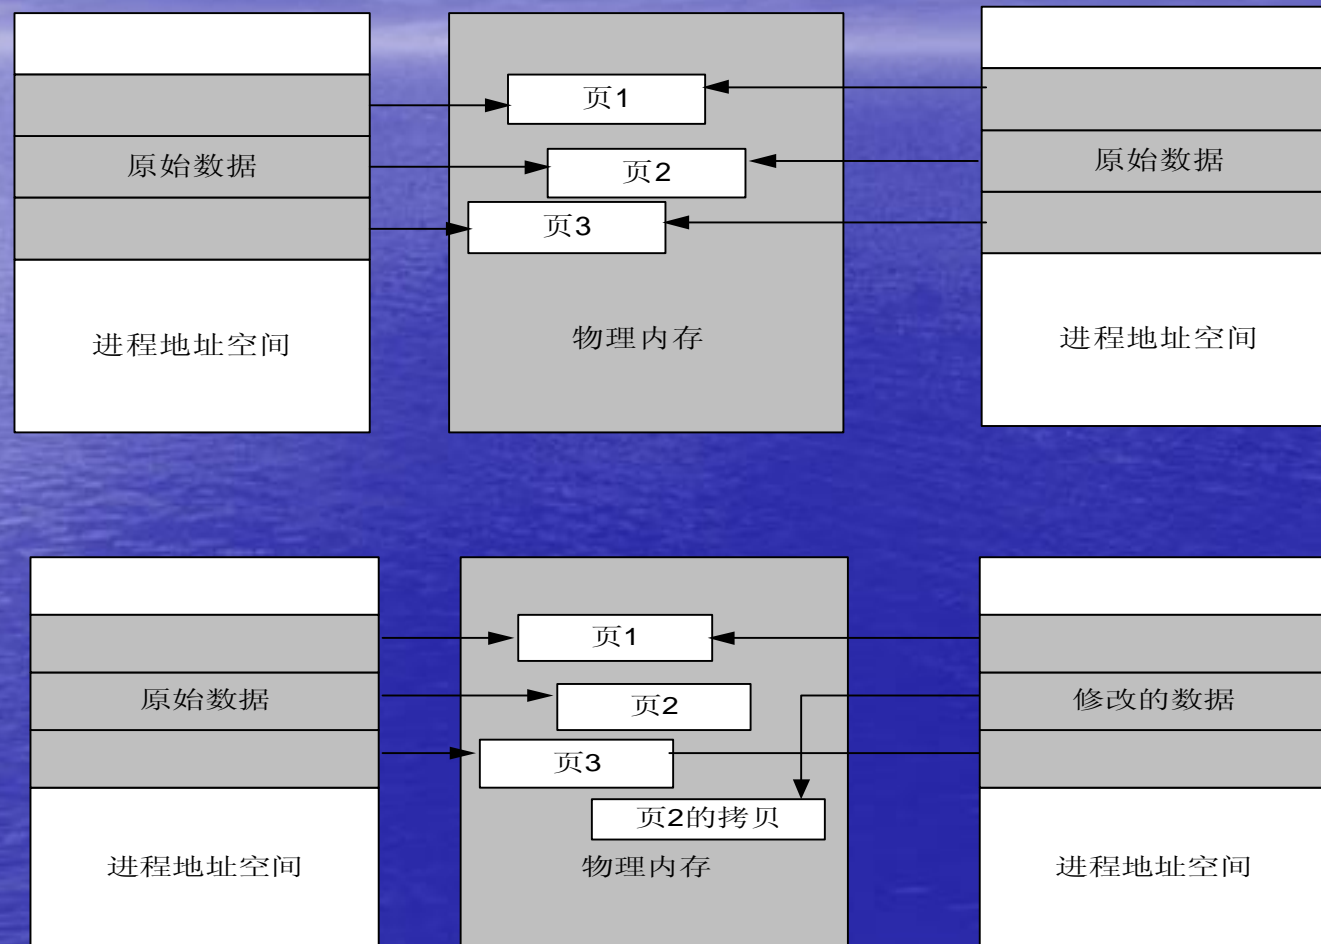 页1
原始数据
页2
原始数据
页3
进程地址空间
物理内存
进程地址空间
页1
原始数据
页2
修改的数据
页3
页2的拷贝
进程地址空间
物理内存
进程地址空间